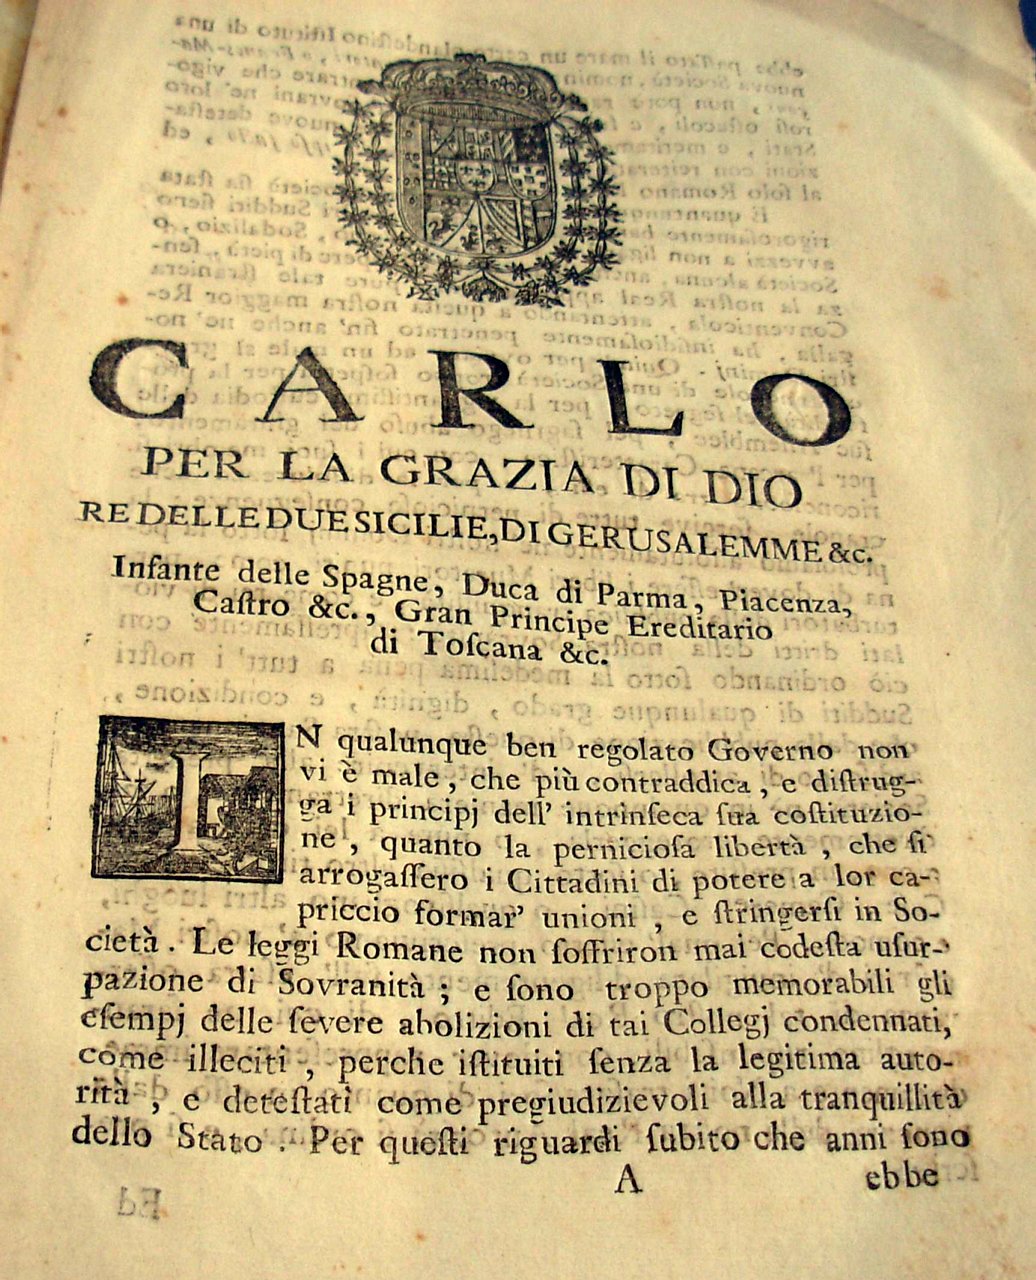 CARLO
PER LA GRAZIA DI DIO
RE DELLE DUE SICILIE, DI GERUSALEMME &c.
Infante delle Spagne, Duca di Parma, Piacenza,
Caſtro &c., Gran Principe Ereditario
di Toſcana &c.
IN qualunque ben regolato Governo non
vi è male, che più contraddica, e diſtrug-
ga i principj dell' intrinſeca ſua coſtituzio-
ne, quanto la pernicioſa libertà, che ſi
arrogaſſero i Cittadini di potere a lor ca-
priccio formar' unioni, e ſtringerſi in So-
cietà. Le leggi Romane non ſoffriron mai codeſta uſur-
pazione di Sovranità; e ſono troppo memorabili gli
eſempj delle ſevere abolizioni di tai Collegj condennati,
come illeciti, perche iſtituiti ſenza la legitima auto-
rità, e deteſtati come pregiudizievoli alla tranquillità
dello Stato. Per queſti riguardi ſubito che anni ſono
A
ebbe